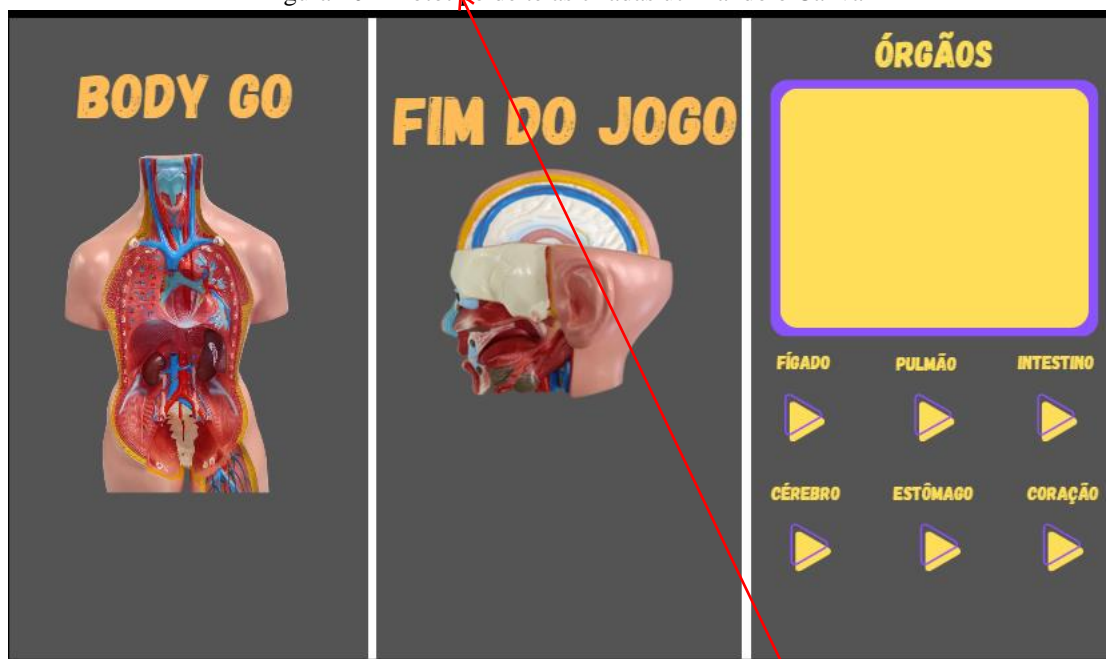 BODY GO
FIM DO JOGO
ÓRGÃOS
FÍGADO PULMÃO INTESTINO
CÉREBRO ESTÔMAGO CORAÇÃO